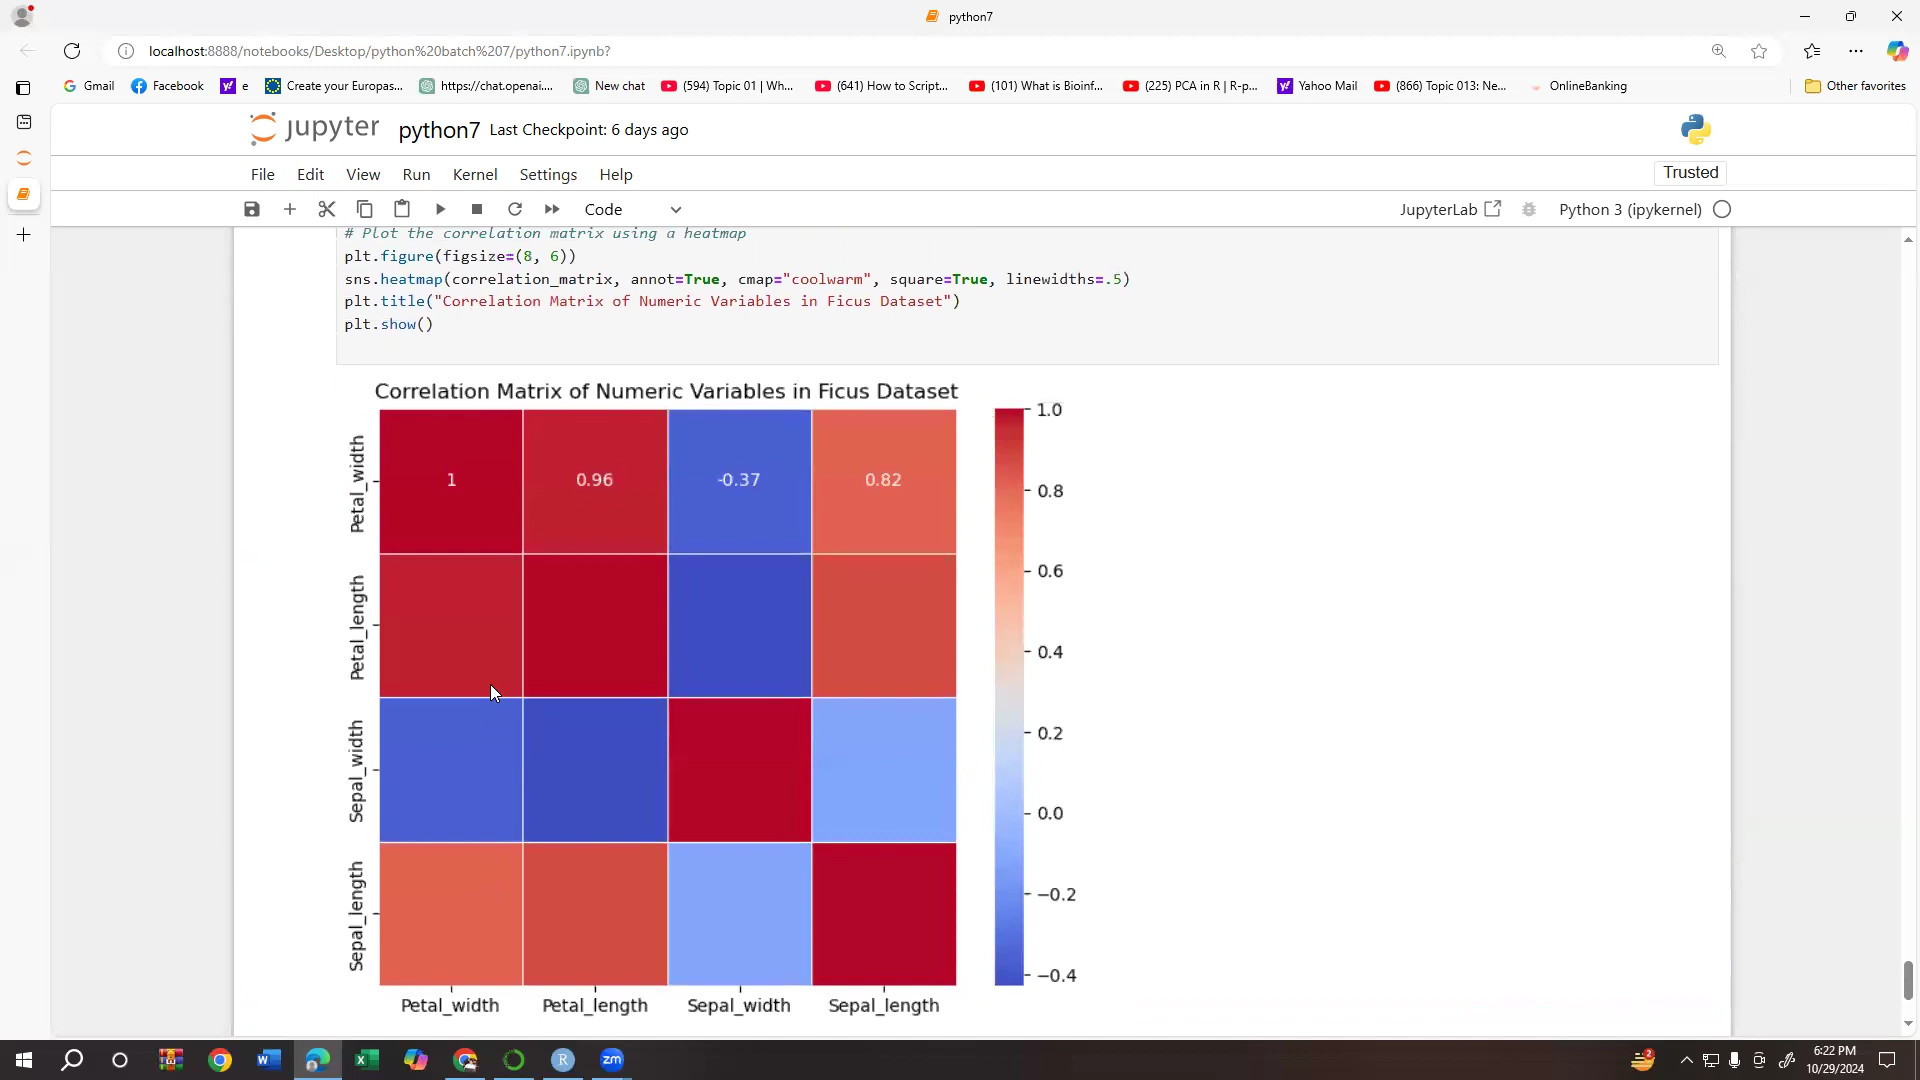 python7
localhost:8888/notebooks/Desktop/python%20batch%207/python7.ipynb?
Gmail
Facebook
e
Create your Europas...
https://chat.openai....
New chat
(594) Topic 01 | Wh...
(641) How to Script...
(101) What is Bioinf...
(225) PCA in R | R-p...
Yahoo Mail
(866) Topic 013: Ne...
OnlineBanking
Other favorites
jupyter python7 Last Checkpoint: 6 days ago
File Edit View Run Kernel Settings Help
Trusted
Code
JupyterLab
Python 3 (ipykernel)
# Plot the correlation matrix using a heatmap
plt.figure(figsize=(8, 6))
sns.heatmap(correlation_matrix, annot=True, cmap="coolwarm", square=True, linewidths=.5)
plt.title("Correlation Matrix of Numeric Variables in Ficus Dataset")
plt.show()
Correlation Matrix of Numeric Variables in Ficus Dataset
Petal_width
1 0.96 -0.37 0.82
Petal_length
Sepal_width
Sepal_length
Petal_width Petal_length Sepal_width Sepal_length
1.0
0.8
0.6
0.4
0.2
0.0
−0.2
−0.4
W
R
zm
2
6:22 PM
10/29/2024